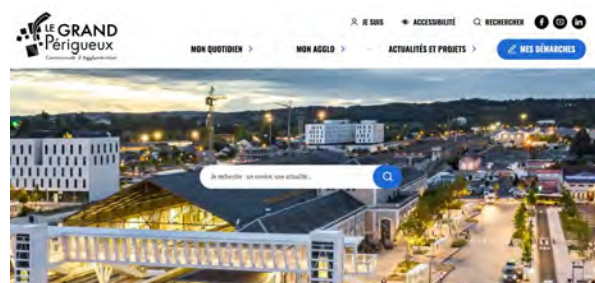 LE GRAND
Périgueux
Communauté d'Agglomération
JE SUIS
ACCESSIBILITÉ
RECHERCHER
MON QUOTIDIEN >
MON AGGLO >
ACTUALITÉS ET PROJETS >
MES DÉMARCHES
Je recherche : un service, une actualité...